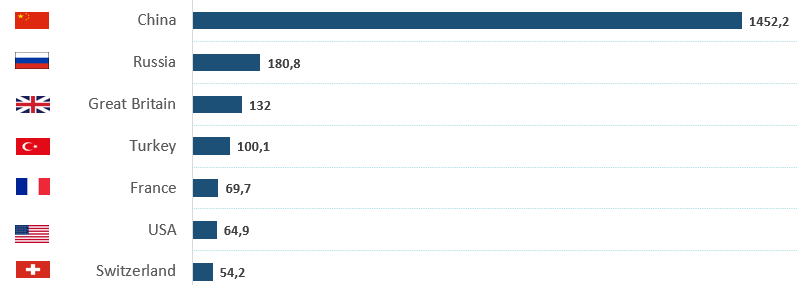 China 1452,2
Russia 180,8
Great Britain 132
Turkey 100,1
France 69,7
USA 64,9
Switzerland 54,2